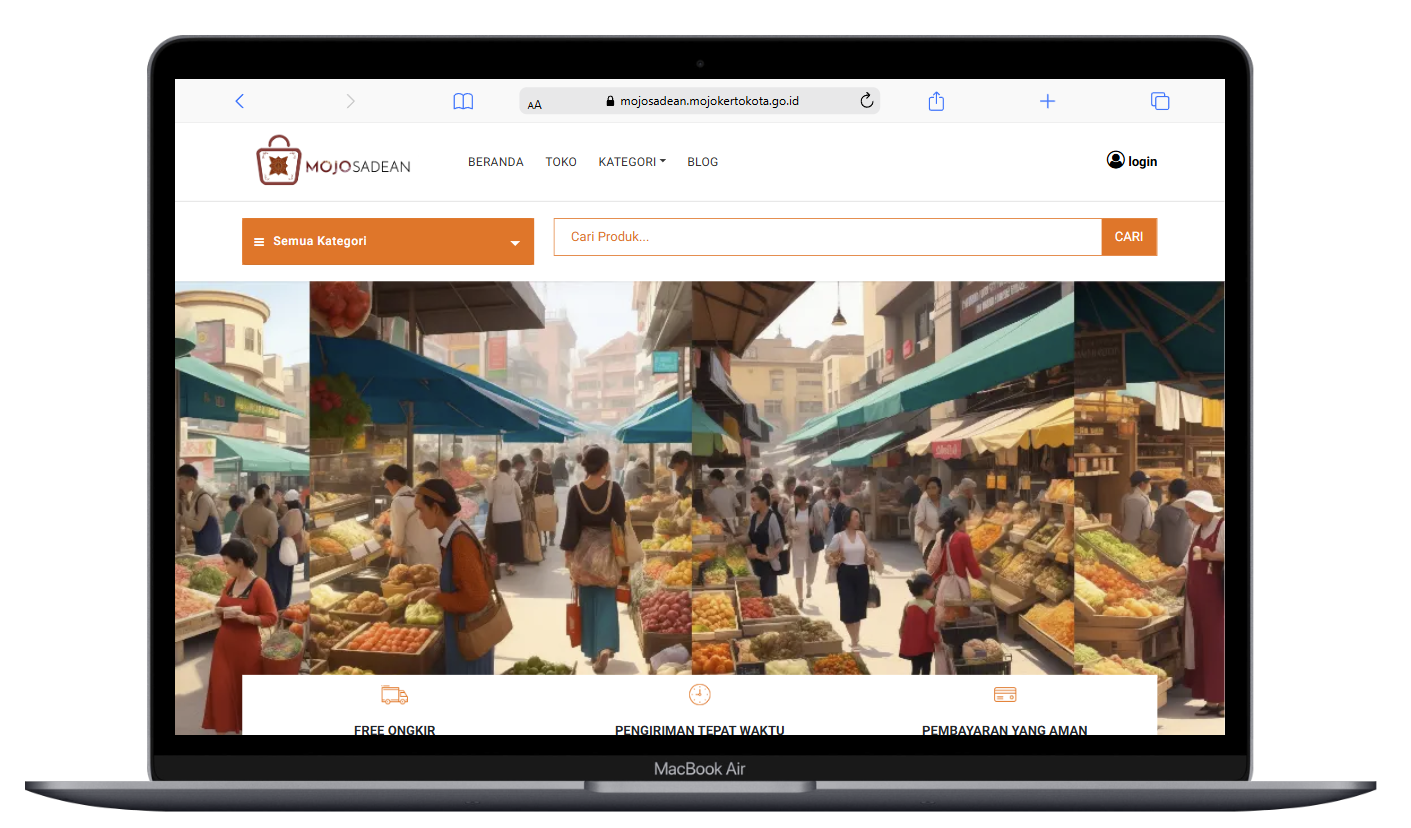 AA
mojosadean.mojokertokota.go.id
MOJOSADEAN
BERANDA TOKO KATEGORI BLOG
login
Semua Kategori
Cari Produk...
CARI
FREE ONGKIR
PENGIRIMAN TEPAT WAKTU
PEMBAYARAN YANG AMAN
MacBook Air